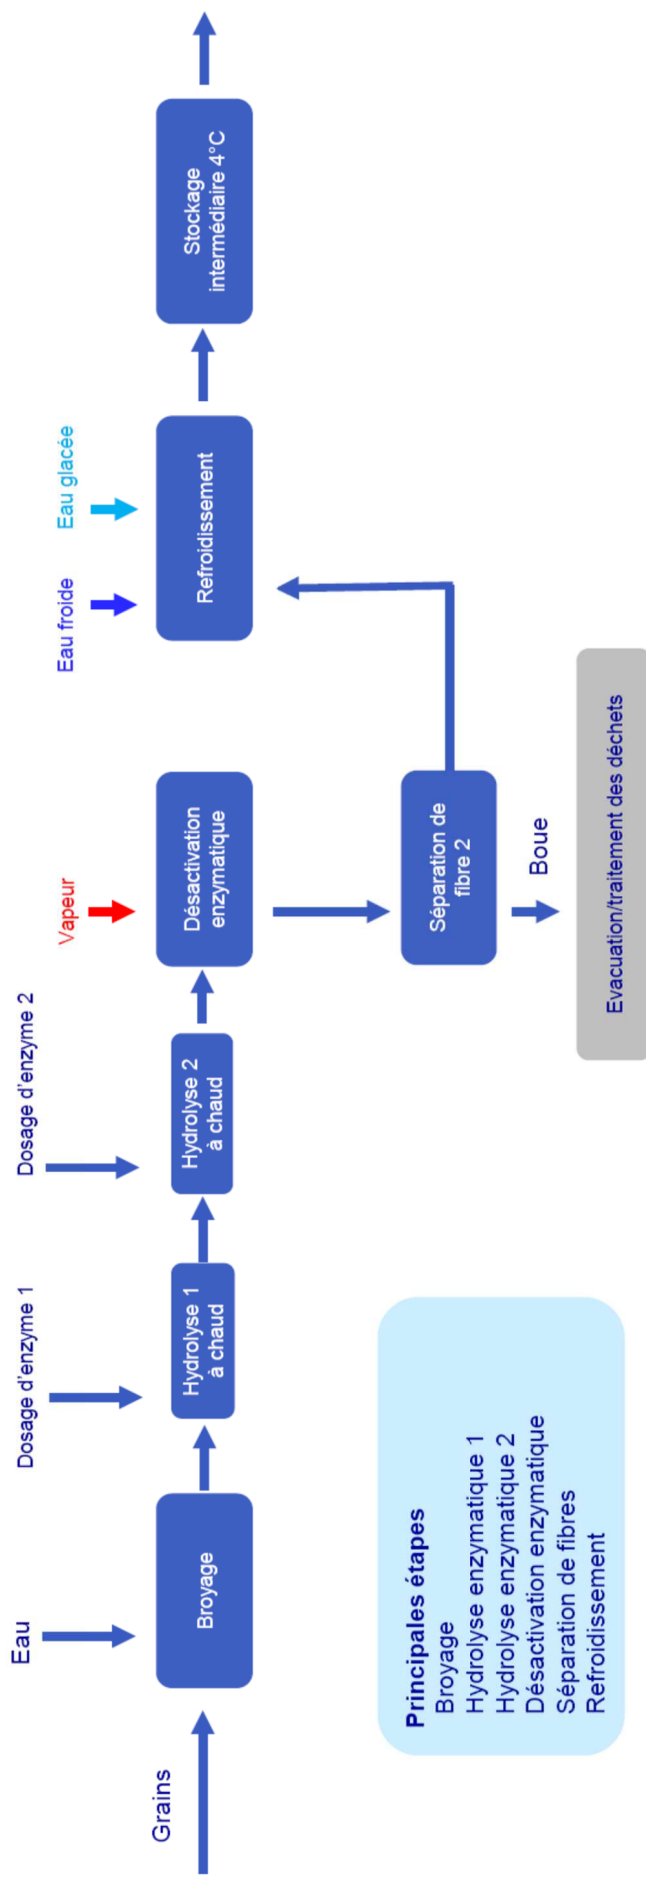 Eau
Dosage d'enzyme 1
Dosage d'enzyme 2
Vapeur
Eau froide
Eau glacée
Grains
Broyage
Hydrolyse 1
à chaud
Hydrolyse 2
à chaud
Désactivation
enzymatique
Refroidissement
Stockage
intermédiaire 4°C
Séparation de
fibre 2
Boue
Evacuation/traitement des déchets
Principales étapes
Broyage
Hydrolyse enzymatique 1
Hydrolyse enzymatique 2
Désactivation enzymatique
Séparation de fibres
Refroidissement